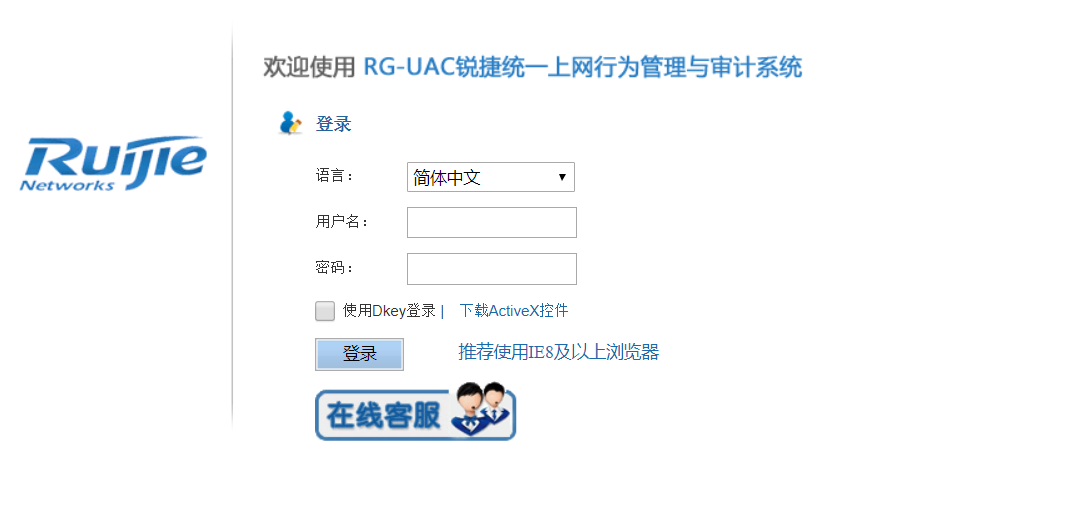 欢迎使用 RG-UAC锐捷统一上网行为管理与审计系统
Ruijie
Networks
登录
语言：
简体中文
用户名：
密码：
使用Dkey登录 | 下载ActiveX控件
登录
推荐使用IE8及以上浏览器
在线客服